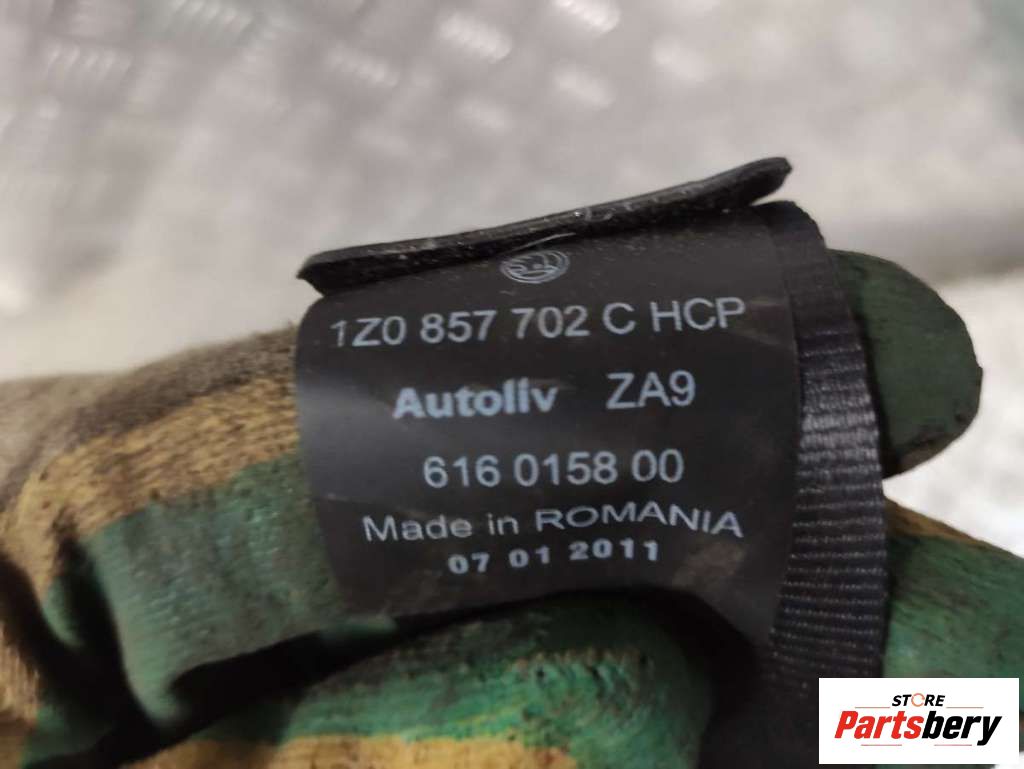 1Z0 857 702 C HCP
Autoliv ZA9
616 0158 00
Made in ROMANIA
07 01 2011
STORE
Partsbery